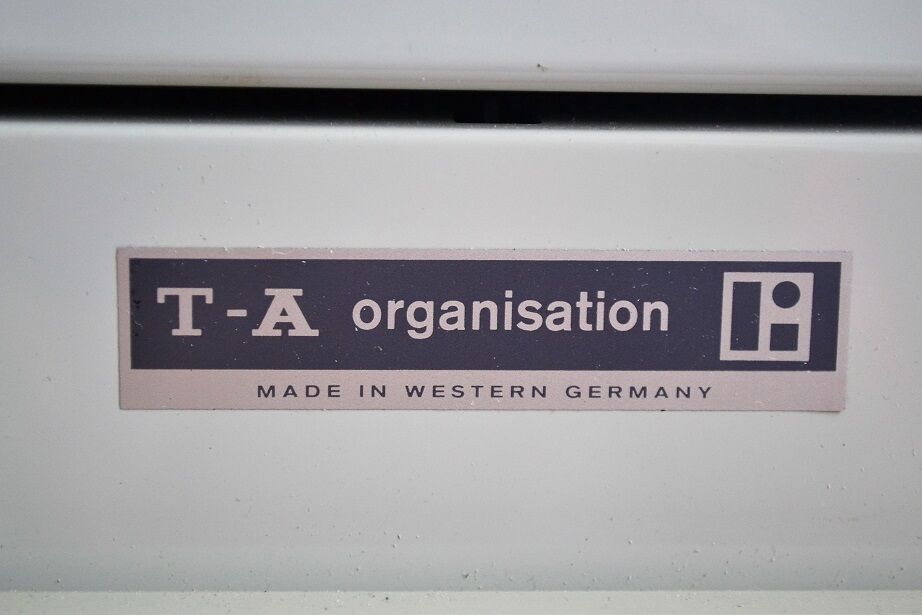 T-A organisation
MADE IN WESTERN GERMANY